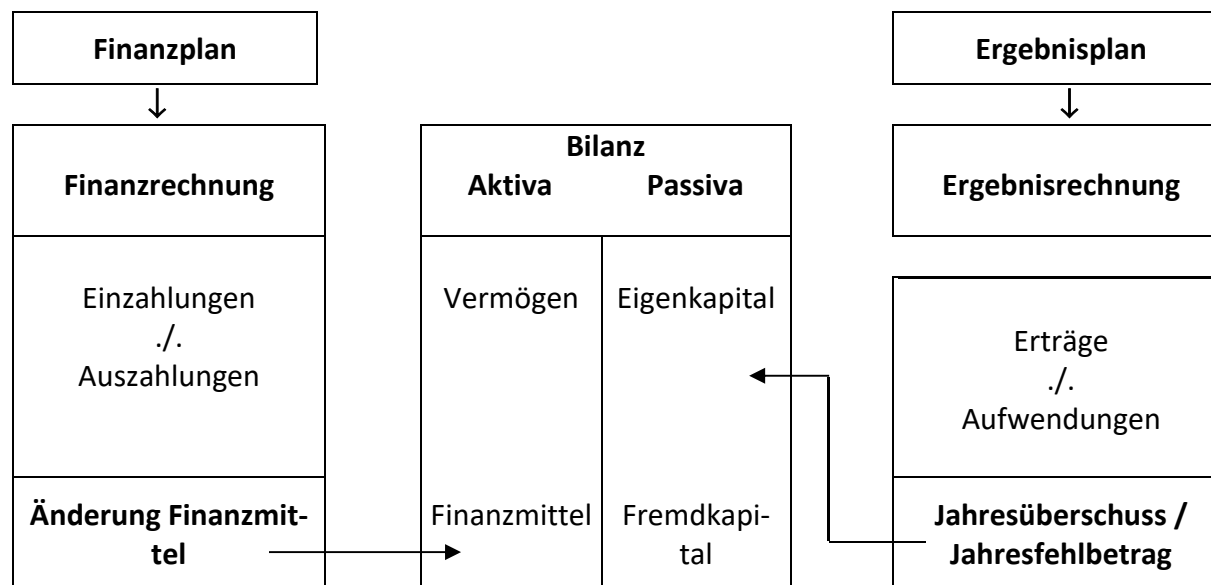 Finanzplan
Ergebnisplan
Finanzrechnung
Bilanz
Aktiva Passiva
Ergebnisrechnung
Einzahlungen
./.
Auszahlungen
Vermögen
Eigenkapital
Erträge
./.
Aufwendungen
Änderung Finanzmit-
tel
Finanzmittel
Fremdkapi-
tal
Jahresüberschuss /
Jahresfehlbetrag